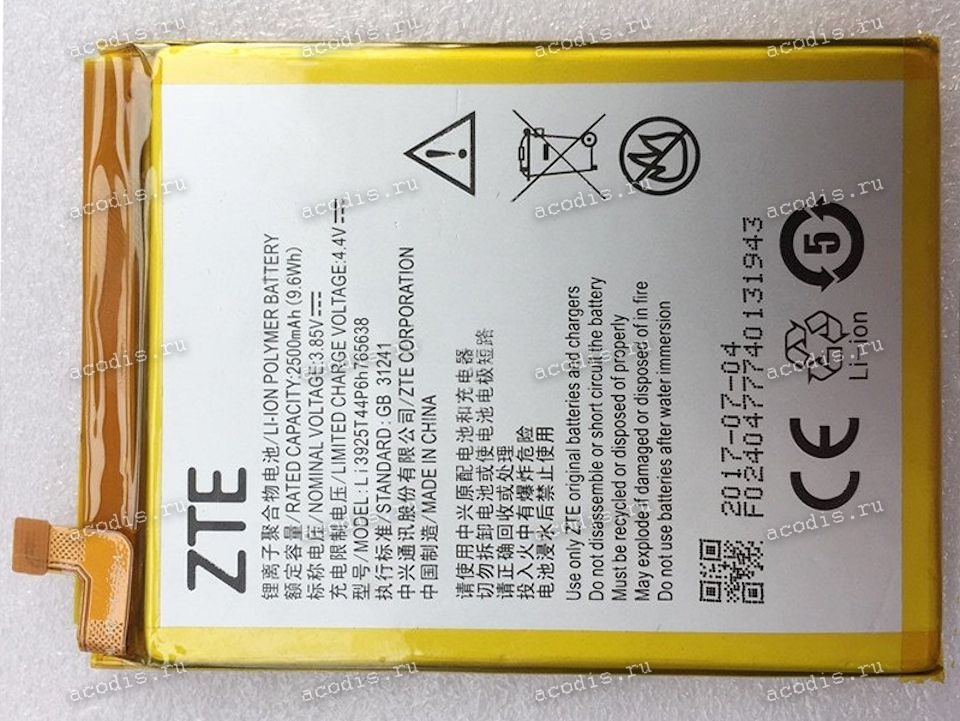 ZTE
锂离子聚合物电池/LI-ION POLYMER BATTERY
额定容量/RATED CAPACITY:2500mAh (9.6Wh)
标称电压/NOMINAL VOLTAGE:3.85V
充电限制电压/LIMITED CHARGE VOLTAGE:4.4V
型号/MODEL: Li3925T44P6h765638
执行标准/STANDARD: GB 31241
中兴通讯股份有限公司/ZTE CORPORATION
中国制造 MADE IN CHINA
请使用中兴原配电池和充电器
切勿拆卸电池或使电池电极短路
请正确回收或处理
投入火中有爆炸危险
电池浸水后禁止使用
Use only ZTE original batteries and chargers
Do not disassemble or short circuit the battery
Must be recycled or disposed of properly
May explodeif damaged or disposed of in fire
Do not use batteries after water immersion
2017-07-04
F0240477740131943
CE
Li-ion
5
acodis.ru